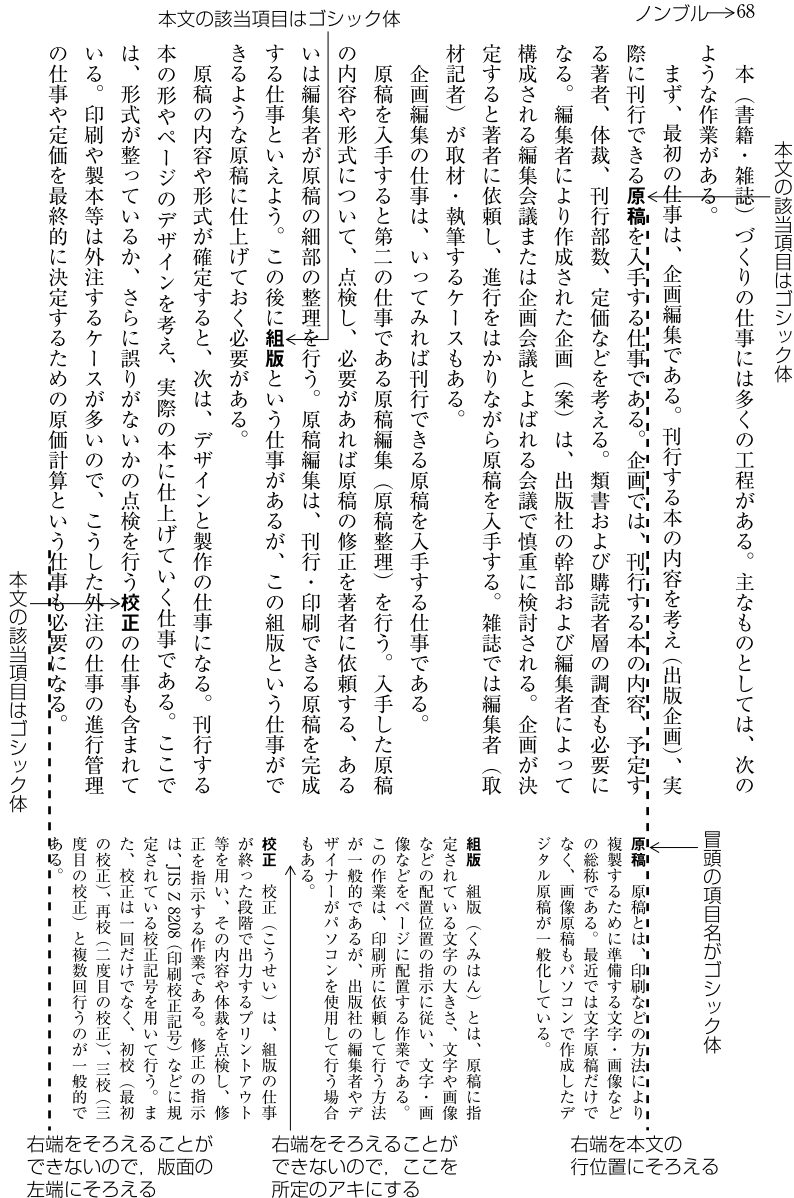 本文の該当項目はゴシック体
ノンブル
68
本文の該当項目はゴシック体
本（書籍・雑誌）づくりの仕事には多くの工程がある。主なものとしては、次の
ような作業がある。
まず、最初の仕事は、企画編集である。刊行する本の内容を考え（出版企画）、実
際に刊行できる原稿を入手する仕事である。企画では、刊行する本の内容、予定す
る著者、体裁、刊行部数、定価などを考える。類書および購読者層の調査も必要に
なる。編集者により作成された企画（案）は、出版社の幹部および編集者によって
構成される編集会議または企画会議とよばれる会議で慎重に検討される。企画が決
定すると著者に依頼し、進行をはかりながら原稿を入手する。雑誌では編集者（取
材記者）が取材・執筆するケースもある。
企画編集の仕事は、いってみれば刊行できる原稿を入手する仕事である。
原稿を入手すると第二の仕事である原稿編集（原稿整理）を行う。入手した原稿
の内容や形式について、点検し、必要があれば原稿の修正を著者に依頼する、ある
いは編集者が原稿の細部の整理を行う。原稿編集は、刊行・印刷できる原稿を完成
する仕事といえよう。この後に組版という仕事があるが、この組版という仕事がで
きるような原稿に仕上げておく必要がある。
原稿の内容や形式が確定すると、次は、デザインと製作の仕事になる。刊行する
本の形やページのデザインを考え、実際の本に仕上げていく仕事である。ここで
は、形式が整っているか、さらに誤りがないかの点検を行う校正の仕事も含まれて
いる。印刷や製本等は外注するケースが多いので、こうした外注の仕事の進行管理
の仕事や定価を最終的に決定するための原価計算という仕事も必要になる。
本文の該当項目はゴシック体
冒頭の項目名がゴシック体
原稿　原稿とは、印刷などの方法により
複製するために準備する文字・画像など
の総称である。最近では文字原稿だけで
なく、画像原稿もパソコンで作成したデ
ジタル原稿が一般化している。
組版　組版（くみはん）とは、原稿に指
定されている文字の大きさ、文字や画像
などの配置位置の指示に従い、文字・画
像などをページに配置する作業である。
この作業は、印刷所に依頼して行う方法
が一般的であるが、出版社の編集者やデ
ザイナーがパソコンを使用して行う場合
もある。
校正　校正（こうせい）は、組版の仕事
が終った段階で出力するプリントアウト
等を用い、その内容や体裁を点検し、修
正を指示する作業である。修正の指示
は、JIS Z 8208（印刷校正記号）などに規
定されている校正記号を用いて行う。ま
た、校正は一回だけでなく、初校（最初
の校正）、再校（二度目の校正）、三校（三
度目の校正）と複数回行うのが一般的で
ある。
右端を本文の
行位置にそろえる
右端をそろえることが
できないので，ここを
所定のアキにする
右端をそろえることが
できないので，版面の
左端にそろえる